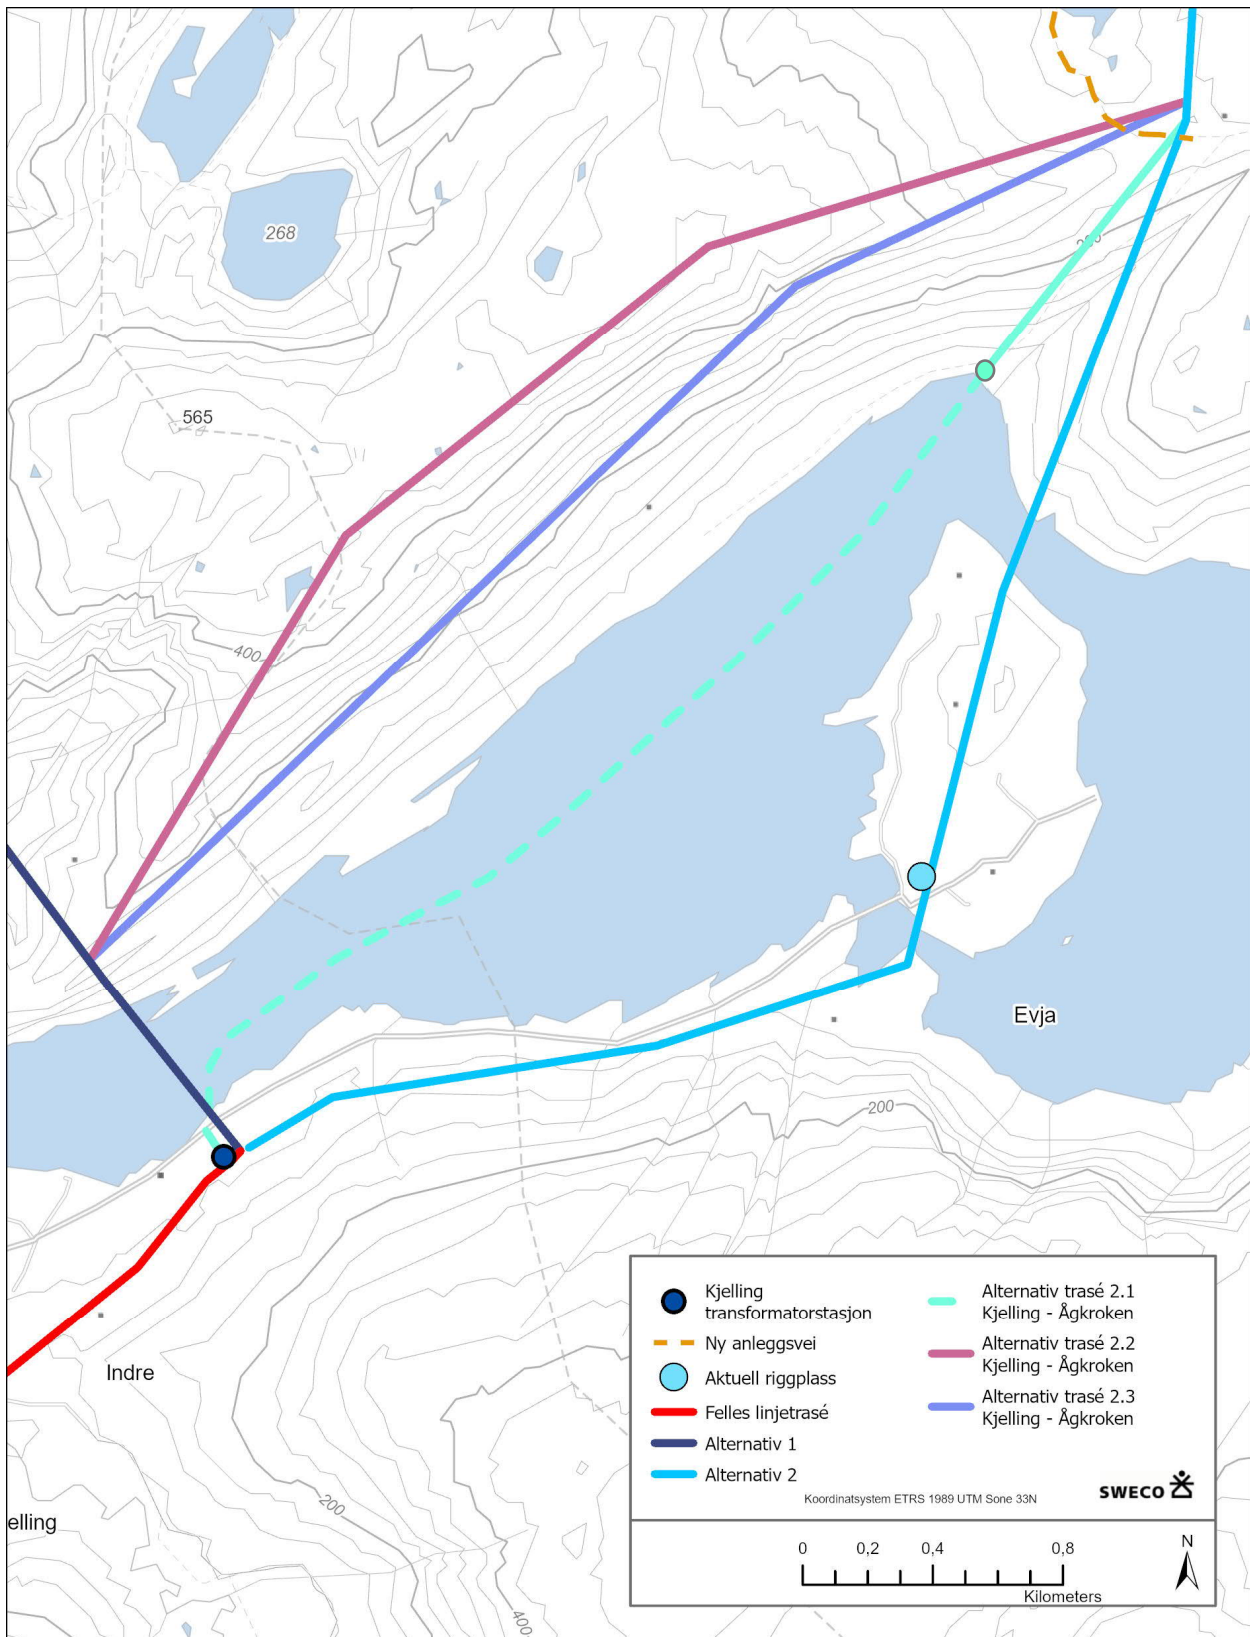 268
565
400
Evja
200
Indre
200
elling
400
Kjelling
transformatorstasjon
Ny anleggsvei
Aktuell riggplass
Felles linjetrasé
Alternativ 1
Alternativ 2
Alternativ trasé 2.1
Kjelling - Ågkroken
Alternativ trasé 2.2
Kjelling - Ågkroken
Alternativ trasé 2.3
Kjelling - Ågkroken
Koordinatsystem ETRS 1989 UTM Sone 33N
SWECO
0 0,2 0,4 0,8
Kilometers
N